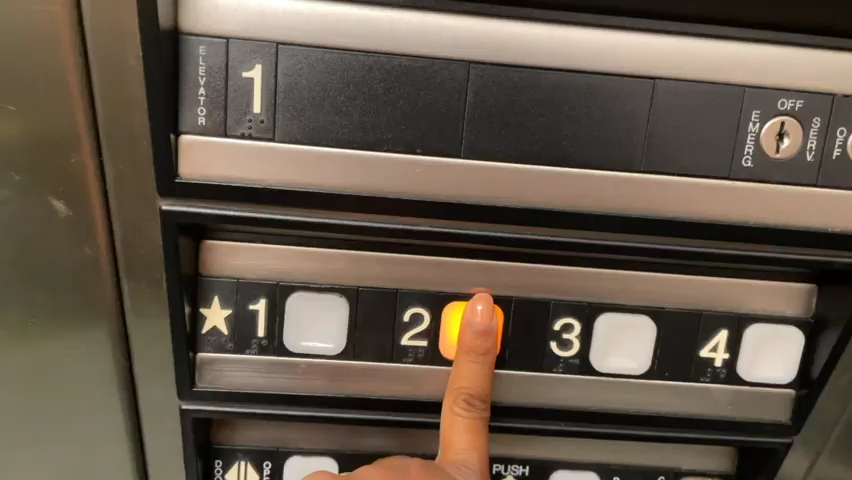 ELEVATOR 1
OFF
EMERG. SERV. OFF
★1 2 3 4
PUSH